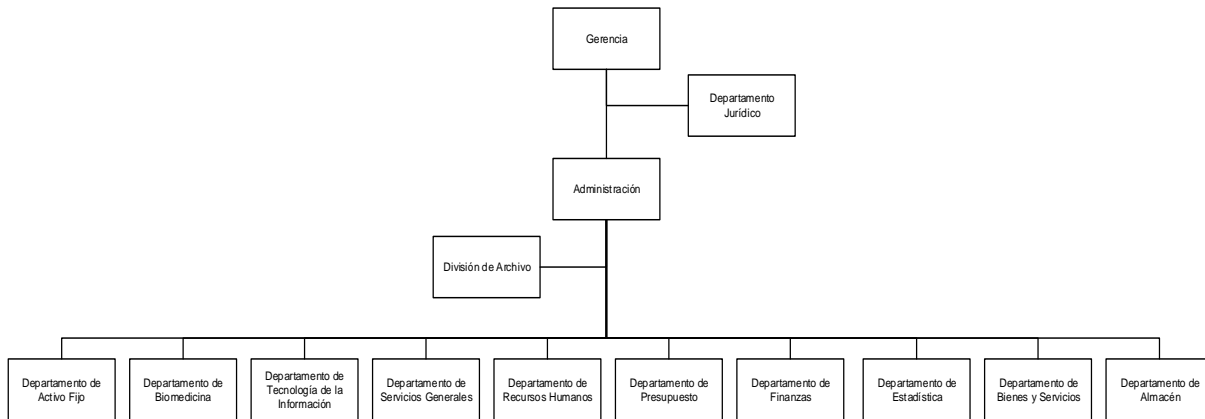 Gerencia
Departamento
Jurídico
Administración
División de Archivo
Departamento de
Activo Fijo
Departamento de
Biomedicina
Departamento de
Tecnología de la
Información
Departamento de
Servicios Generales
Departamento de
Recursos Humanos
Departamento de
Presupuesto
Departamento de
Finanzas
Departamento de
Estadística
Departamento de
Bienes y Servicios
Departamento de
Almacén